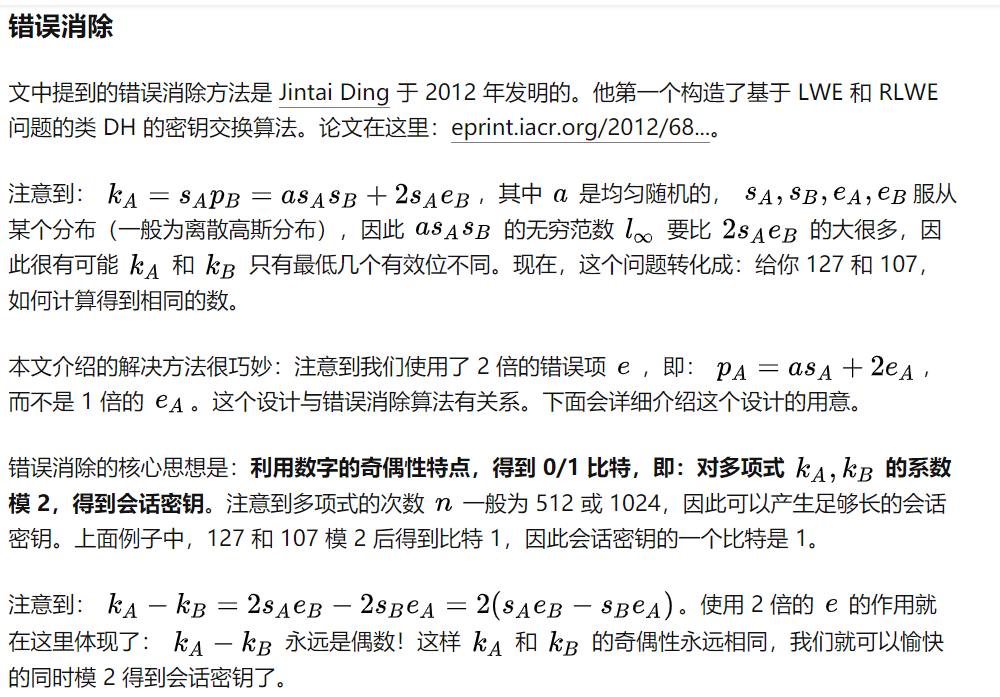 错误消除
文中提到的错误消除方法是 Jintai Ding 于 2012 年发明的。他第一个构造了基于 LWE 和 RLWE
问题的类 DH 的密钥交换算法。论文在这里：eprint.iacr.org/2012/68...。
注意到： k_A = s_A p_B = a s_A s_B + 2 s_A e_B ，其中 a 是均匀随机的， s_A, s_B, e_A, e_B 服从
某个分布（一般为离散高斯分布），因此 a s_A s_B 的无穷范数 l_∞ 要比 2 s_A e_B 的大很多，因
此很有可能 k_A 和 k_B 只有最低几个有效位不同。现在，这个问题转化成：给你 127 和 107，
如何计算得到相同的数。
本文介绍的解决方法很巧妙：注意到我们使用了 2 倍的错误项 e ，即： p_A = a s_A + 2 e_A ，
而不是 1 倍的 e_A 。这个设计与错误消除算法有关系。下面会详细介绍这个设计的用意。
错误消除的核心思想是：利用数字的奇偶性特点，得到 0/1 比特，即：对多项式 k_A, k_B 的系数
模 2，得到会话密钥。注意到多项式的次数 n 一般为 512 或 1024，因此可以产生足够长的会话
密钥。上面例子中，127 和 107 模 2 后得到比特 1，因此会话密钥的一个比特是 1。
注意到： k_A − k_B = 2 s_A e_B − 2 s_B e_A = 2(s_A e_B − s_B e_A) 。使用 2 倍的 e 的作用就
在这里体现了： k_A − k_B 永远是偶数！这样 k_A 和 k_B 的奇偶性永远相同，我们就可以愉快
的同时模 2 得到会话密钥了。